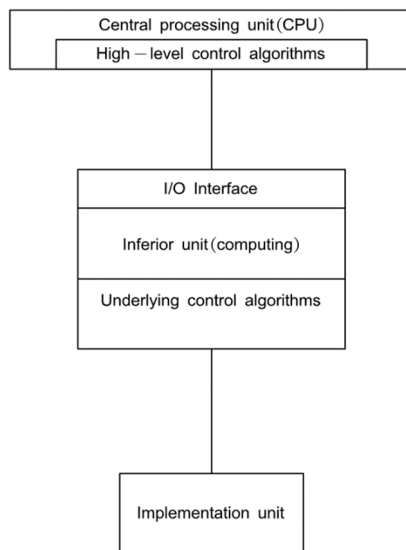 Central processing unit(CPU)
High－level control algorithms
I/O Interface
Inferior unit(computing)
Underlying control algorithms
Implementation unit